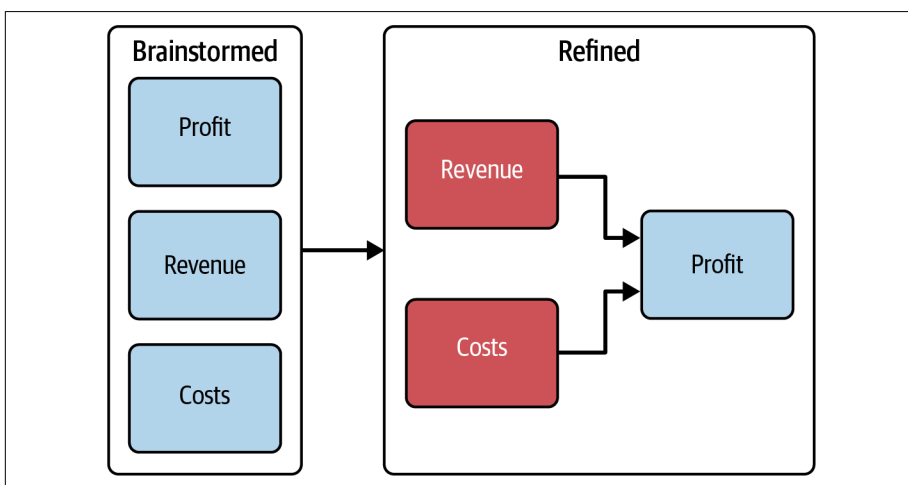 Brainstormed
Profit
Revenue
Costs
Refined
Revenue
Costs
Profit